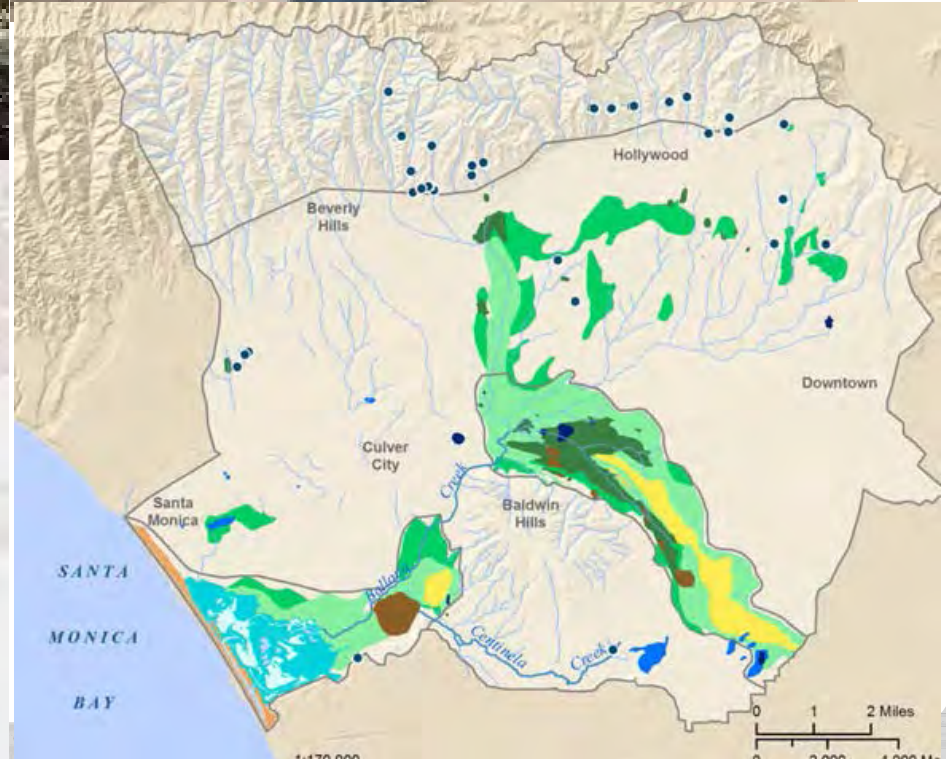 Hollywood
Beverly
Hills
Downtown
Culver
City
Creek
Baldwin
Hills
Santa
Monica
SANTA
MONICA
BAY
Ballona
Centinela
Creek
0 1 2 Miles